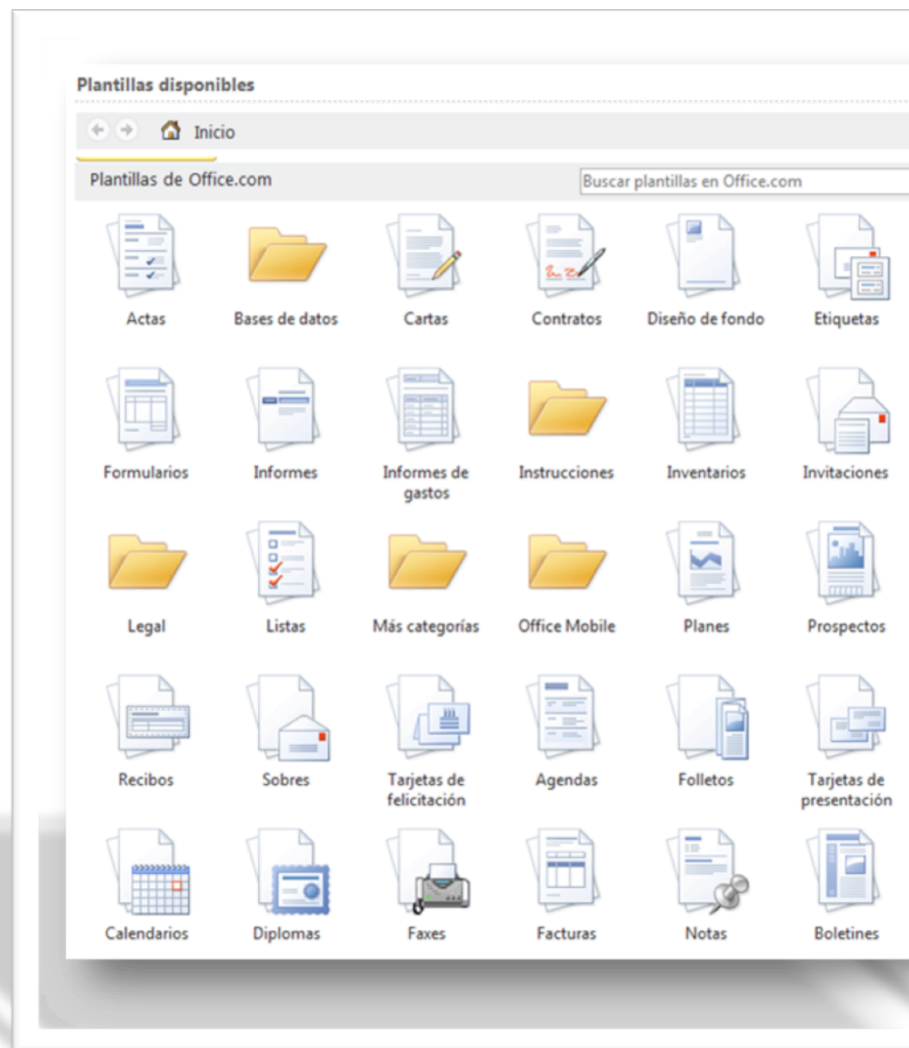 Plantillas disponibles
Inicio
Plantillas de Office.com
Buscar plantillas en Office.com
Actas
Bases de datos
Cartas
Contratos
Diseño de fondo
Etiquetas
Formularios
Informes
Informes de
gastos
Instrucciones
Inventarios
Invitaciones
Legal
Listas
Más categorías
Office Mobile
Planes
Prospectos
Recibos
Sobres
Tarjetas de
felicitación
Agendas
Folletos
Tarjetas de
presentación
Calendarios
Diplomas
Faxes
Facturas
Notas
Boletines